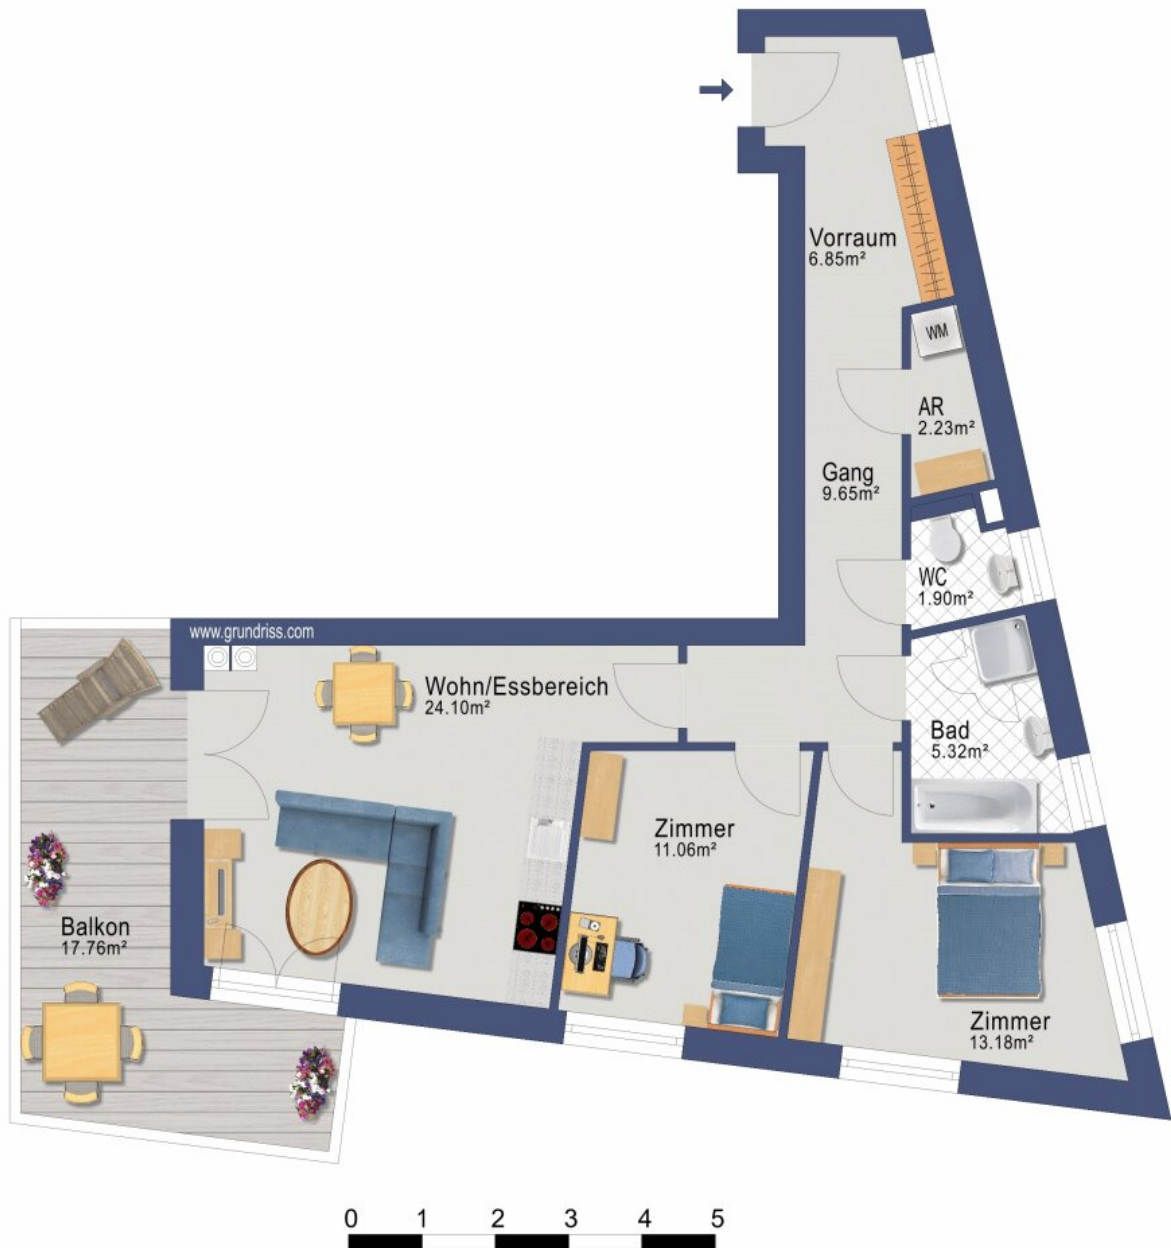 Vorraum
6.85m²
WM
AR
2.23m²
Gang
9.65m²
WC
1.90m²
www.grundriss.com
Wohn/Essbereich
24.10m²
Bad
5.32m²
Zimmer
11.06m²
Balkon
17.76m²
Zimmer
13.18m²
0 1 2 3 4 5